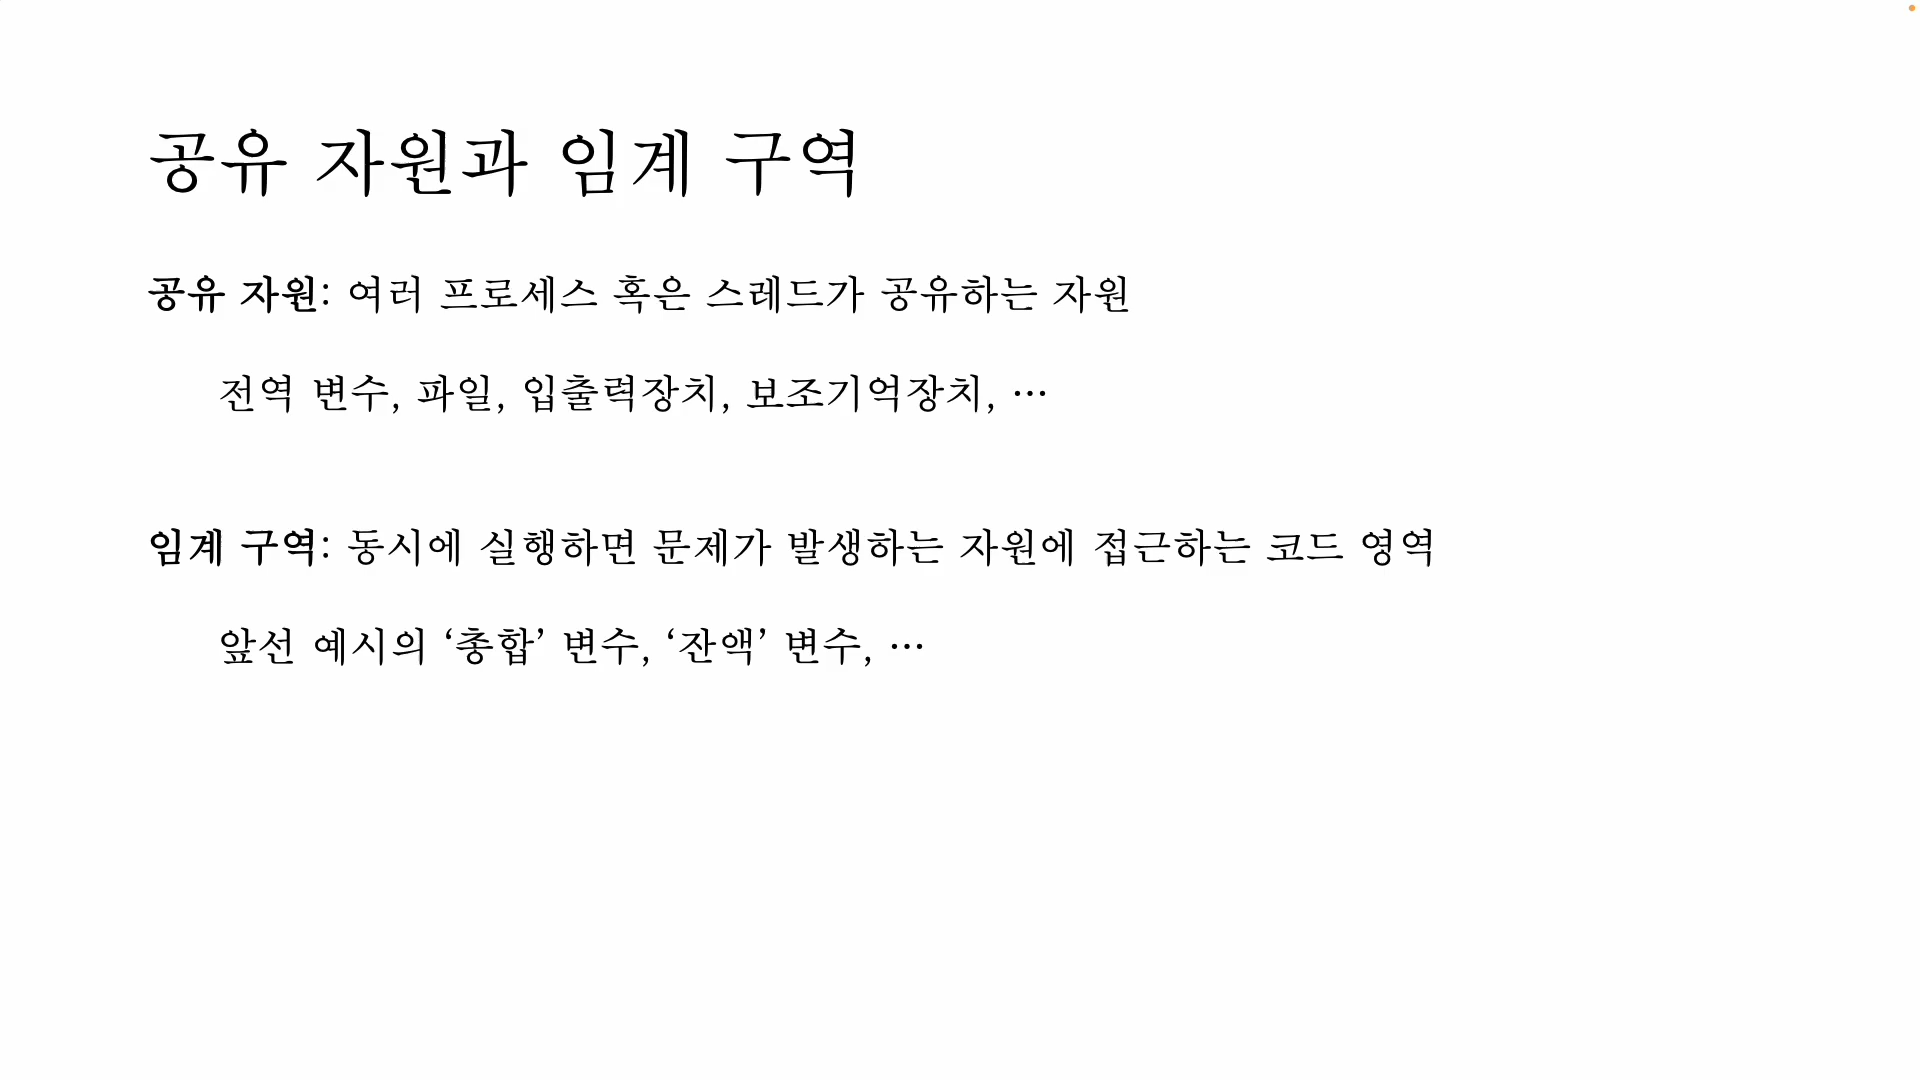 공유 자원과 임계 구역
공유 자원: 여러 프로세스 혹은 스레드가 공유하는 자원
전역 변수, 파일, 입출력장치, 보조기억장치, …
임계 구역: 동시에 실행하면 문제가 발생하는 자원에 접근하는 코드 영역
앞선 예시의 ‘총합’ 변수, ‘잔액’ 변수, …